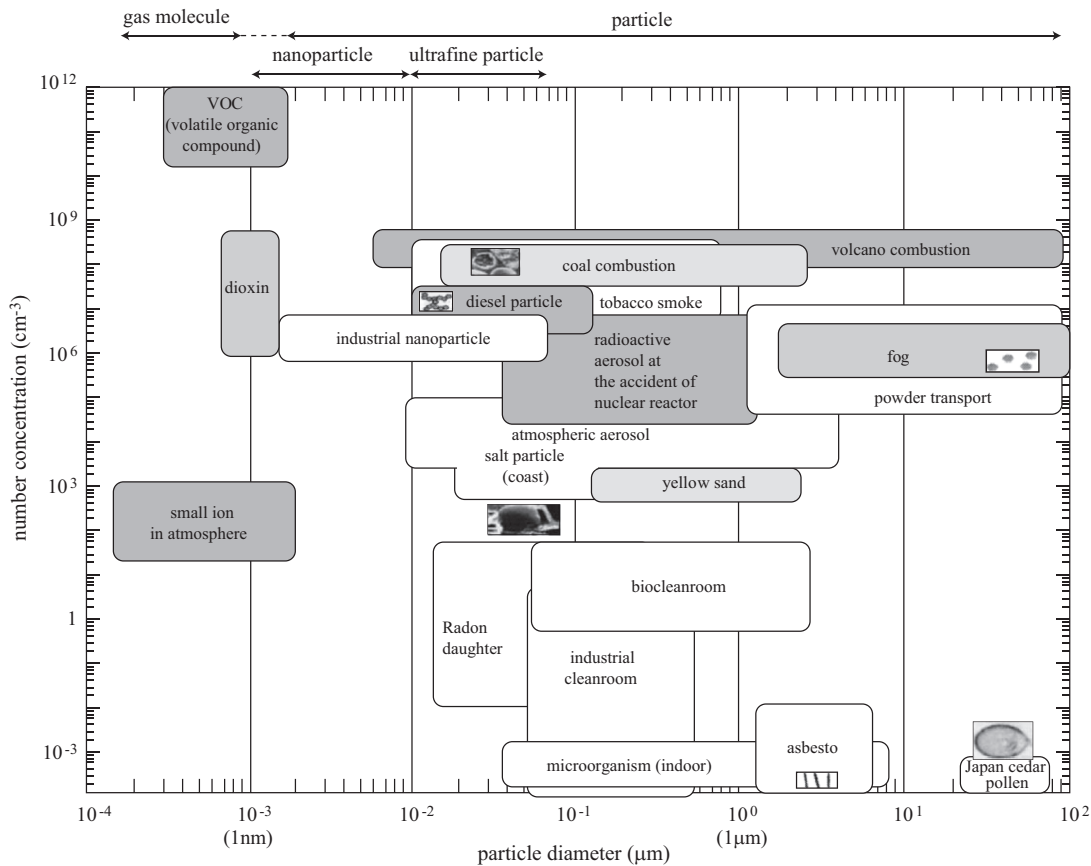 gas molecule
particle
nanoparticle
ultrafine particle
10^12
VOC
(volatile organic
compound)
10^9
volcano combustion
coal combustion
dioxin
diesel particle
tobacco smoke
industrial nanoparticle
radioactive
aerosol at
the accident of
nuclear reactor
10^6
fog
powder transport
atmospheric aerosol
salt particle
(coast)
yellow sand
10^3
small ion
in atmosphere
number concentration (cm-3)
biocleanroom
1
Radon
daughter
industrial
cleanroom
asbesto
microorganism (indoor)
10^-3
Japan cedar
pollen
10^-4
10^-3
(1nm)
10^-2
10^-1
10^0
(1μm)
10^1
10^2
particle diameter (μm)